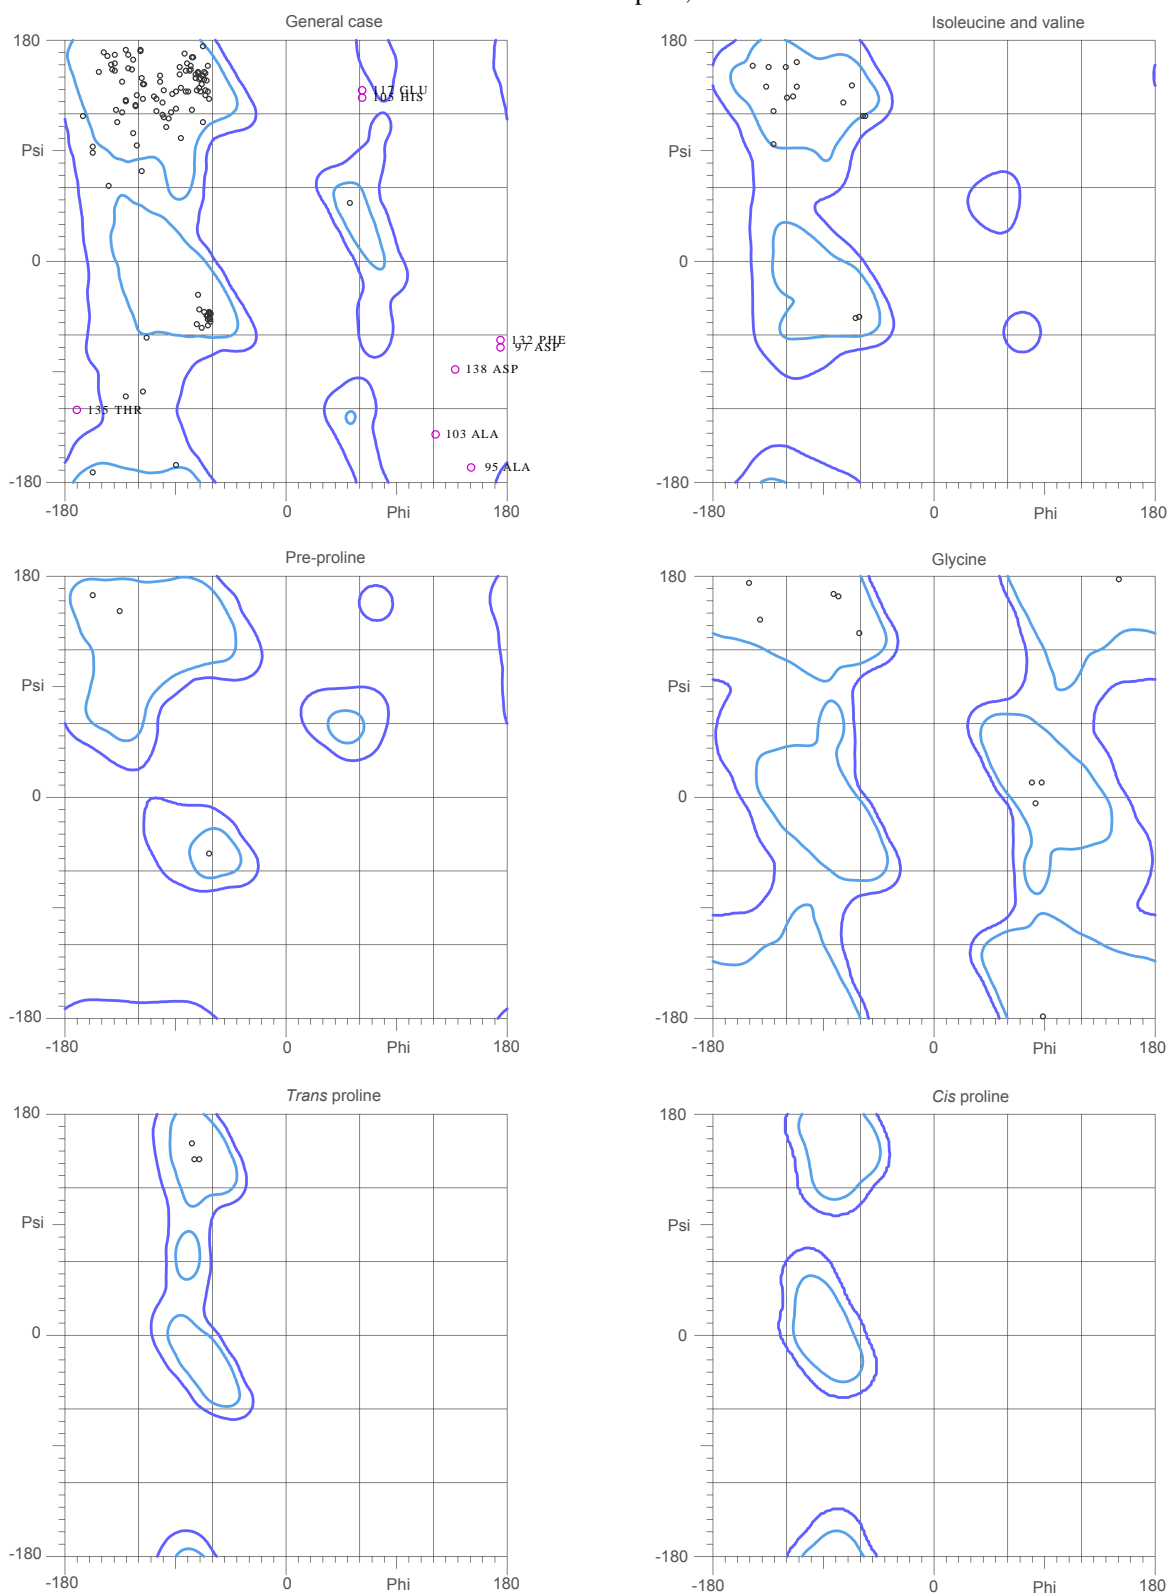 General case
Isoleucine and valine
180
180
117 GLU
105 HIS
Psi
Psi
0
0
132 PHE
97 ASP
138 ASP
135 THR
103 ALA
95 ALA
-180
-180
-180
0
Phi
180
-180
0
Phi
180
Pre-proline
Glycine
180
180
Psi
Psi
0
0
-180
-180
-180
0
Phi
180
-180
0
Phi
180
Trans proline
Cis proline
180
180
Psi
Psi
0
0
-180
-180
-180
0
Phi
180
-180
0
Phi
180